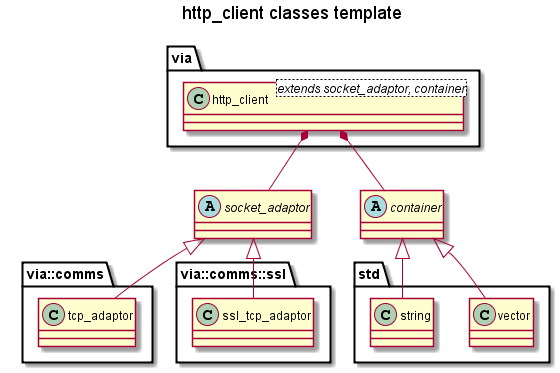 http_client classes template
via
C http_client
extends socket_adaptor, container
A socket_adaptor
A container
via::comms
via::comms::ssl
std
C tcp_adaptor
C ssl_tcp_adaptor
C string
C vector